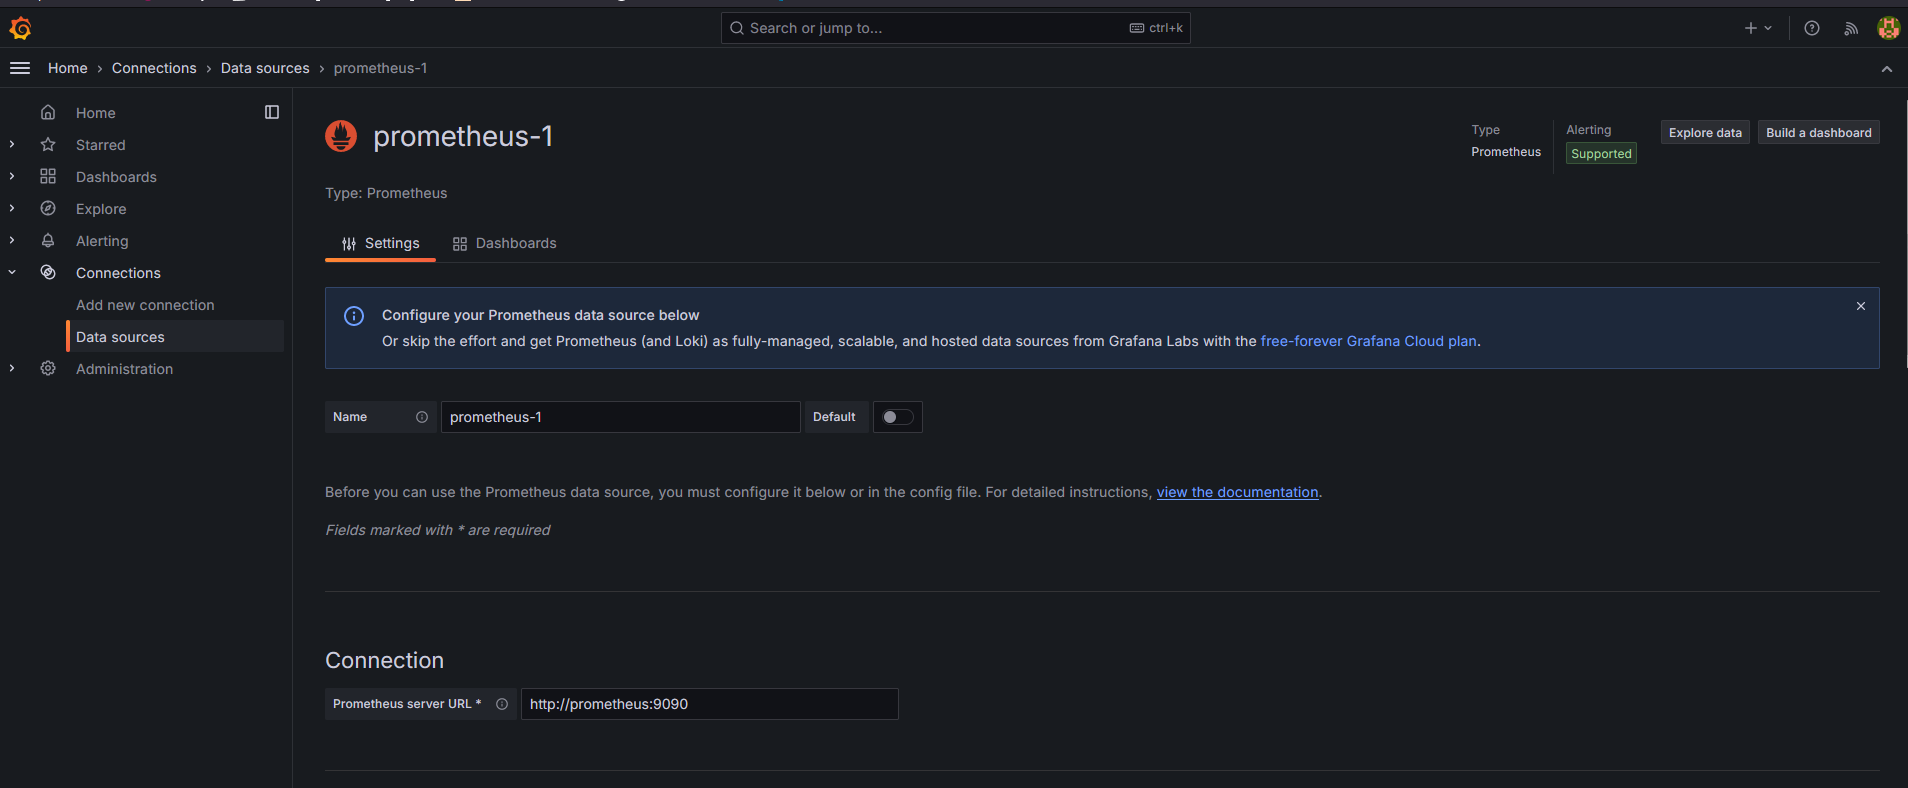 Search or jump to...
ctrl+k
Home › Connections › Data sources › prometheus-1
Home
Starred
Dashboards
Explore
Alerting
Connections
Add new connection
Data sources
Administration
prometheus-1
Type
Prometheus
Alerting
Supported
Explore data
Build a dashboard
Type: Prometheus
Settings
Dashboards
Configure your Prometheus data source below
Or skip the effort and get Prometheus (and Loki) as fully-managed, scalable, and hosted data sources from Grafana Labs with the free-forever Grafana Cloud plan.
Name
prometheus-1
Default
Before you can use the Prometheus data source, you must configure it below or in the config file. For detailed instructions, view the documentation.
Fields marked with * are required
Connection
Prometheus server URL *
http://prometheus:9090